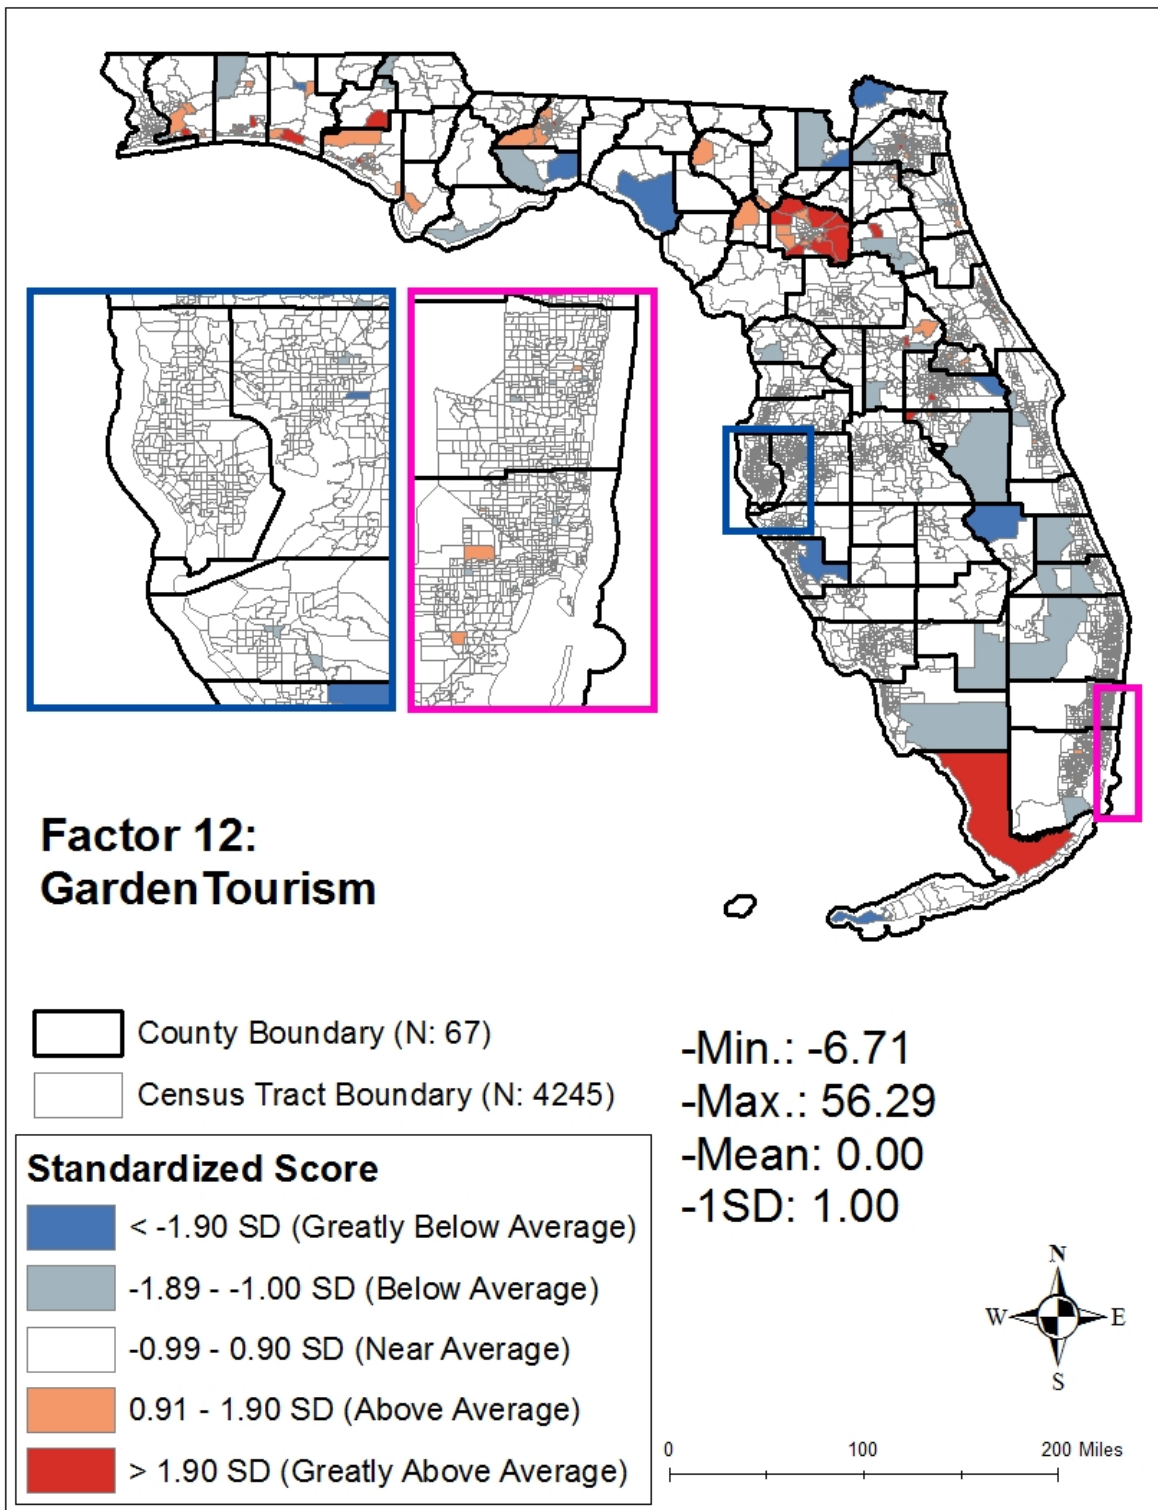 Factor 12:
Garden Tourism
County Boundary (N: 67)
Census Tract Boundary (N: 4245)
Standardized Score
< -1.90 SD (Greatly Below Average)
-1.89 - -1.00 SD (Below Average)
-0.99 - 0.90 SD (Near Average)
0.91 - 1.90 SD (Above Average)
> 1.90 SD (Greatly Above Average)
-Min.: -6.71
-Max.: 56.29
-Mean: 0.00
-1SD: 1.00
N
W E
S
0 100 200 Miles